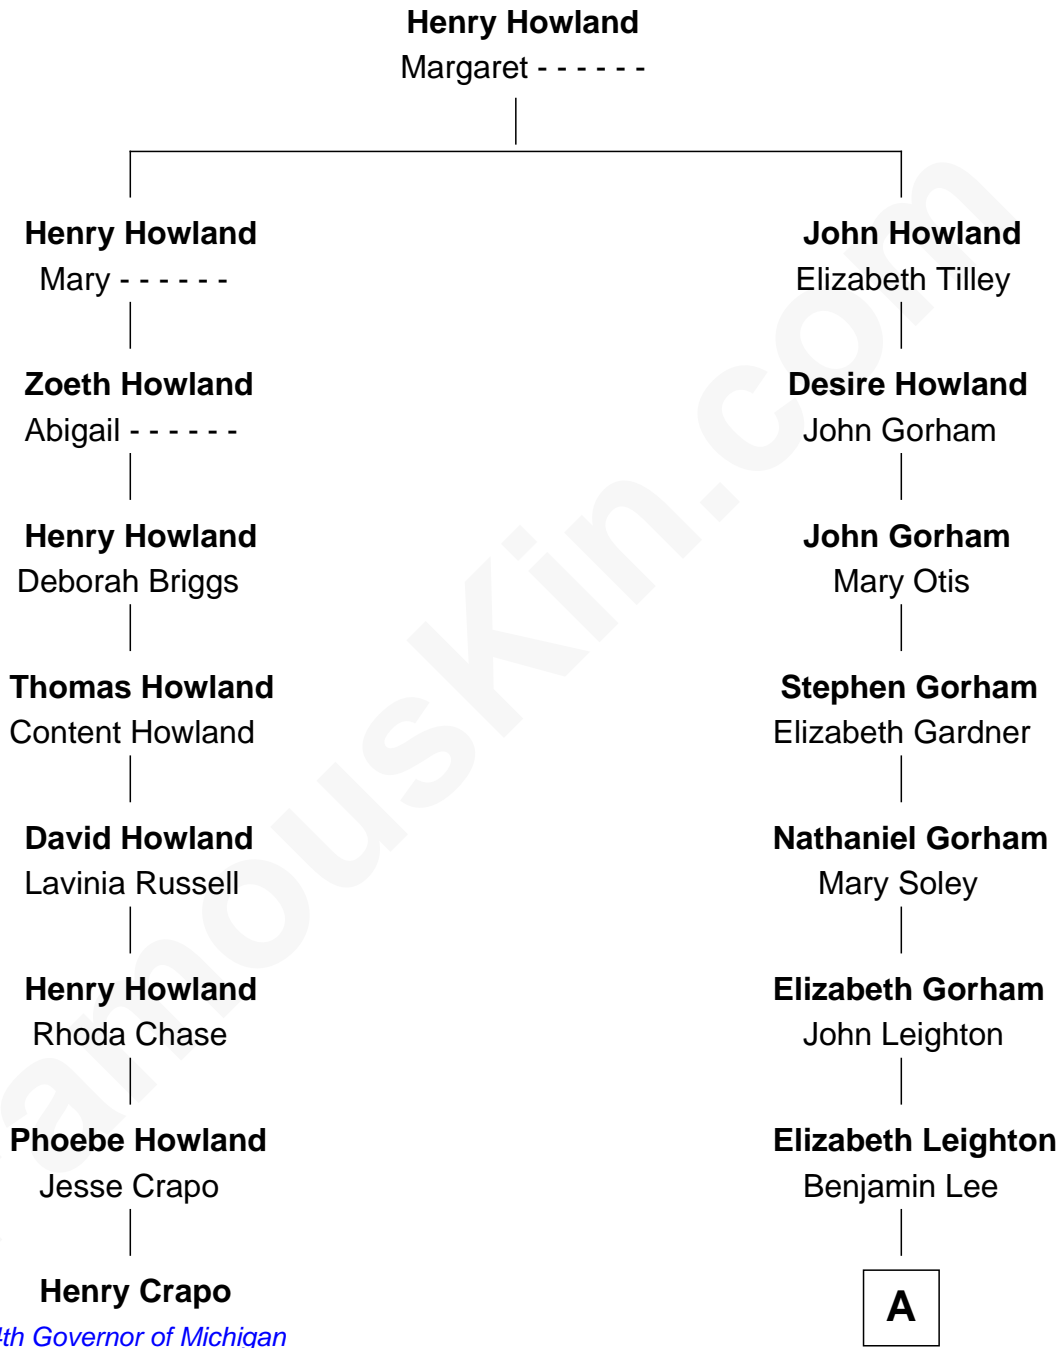 Henry Howland
Margaret - - - - - -
Henry Howland
John Howland
Mary - - - - - -
Elizabeth Tilley
Zoeth Howland
Desire Howland
Abigail - - - - - -
John Gorham
Henry Howland
John Gorham
Deborah Briggs
Mary Otis
Thomas Howland
Stephen Gorham
Content Howland
Elizabeth Gardner
David Howland
Nathaniel Gorham
Lavinia Russell
Mary Soley
Henry Howland
Elizabeth Gorham
Rhoda Chase
John Leighton
Phoebe Howland
Elizabeth Leighton
Jesse Crapo
Benjamin Lee
Henry Crapo
A
4th Governor of Michigan
amouskin.com